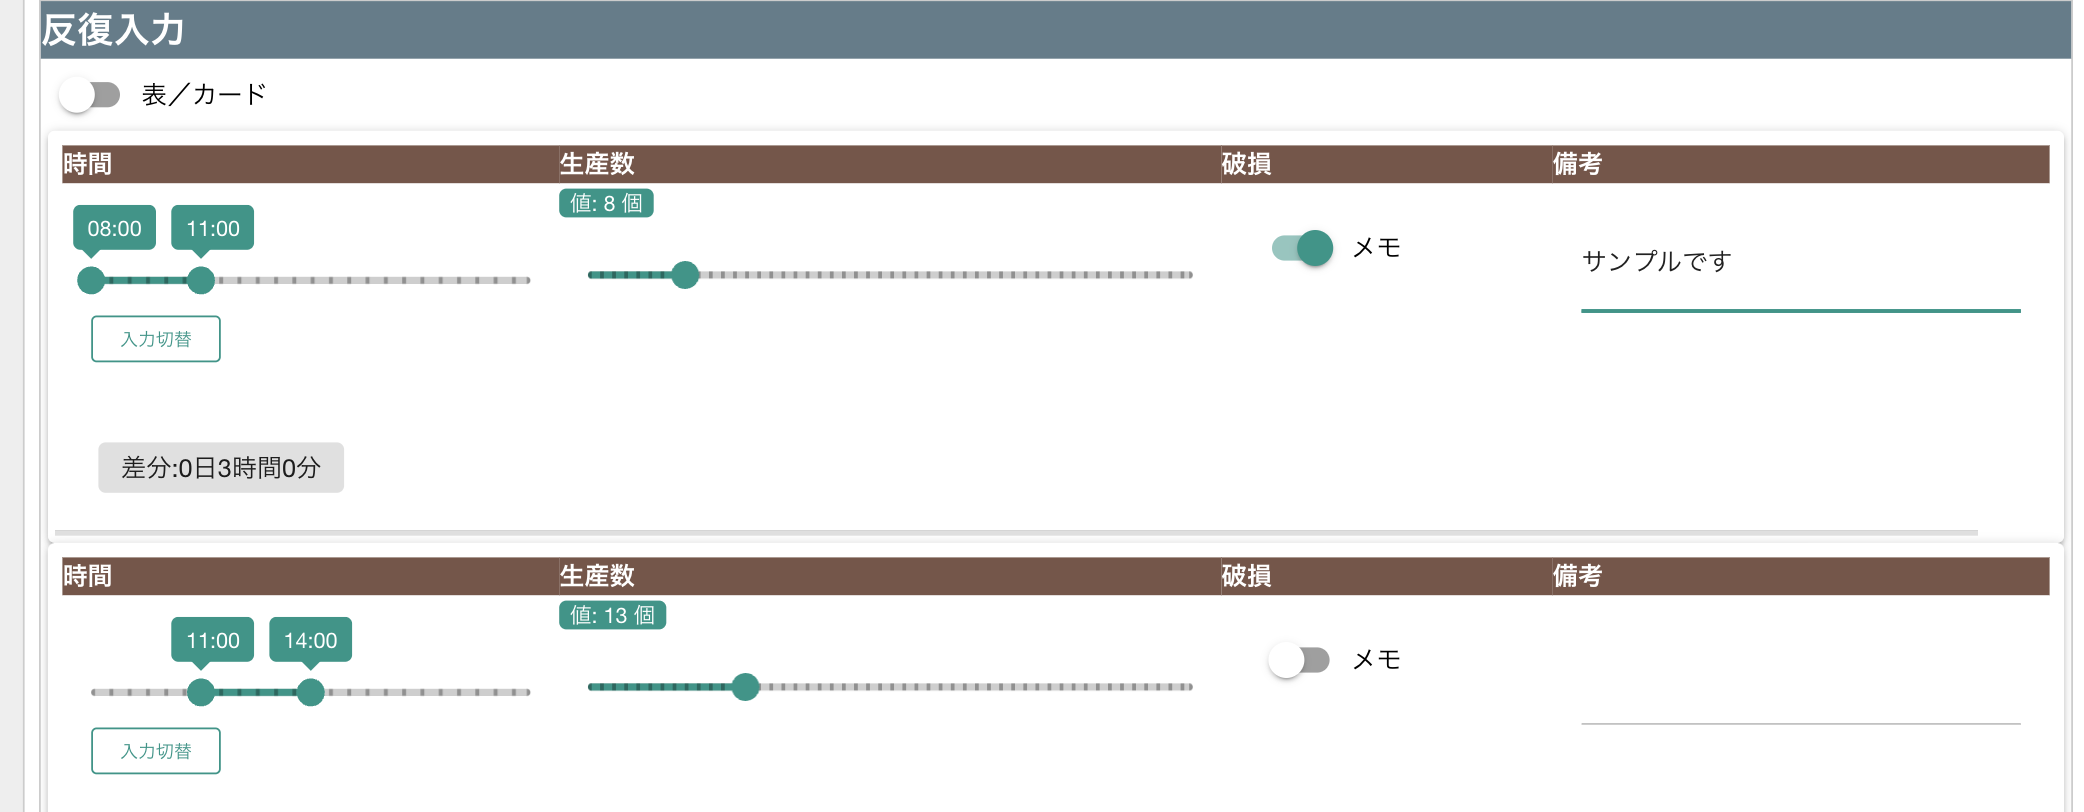 反復入力
表／カード
時間 生産数 破損 備考
値: 8 個
08:00 11:00
メモ
サンプルです
入力切替
差分:0日3時間0分
時間 生産数 破損 備考
値: 13 個
11:00 14:00
メモ
入力切替